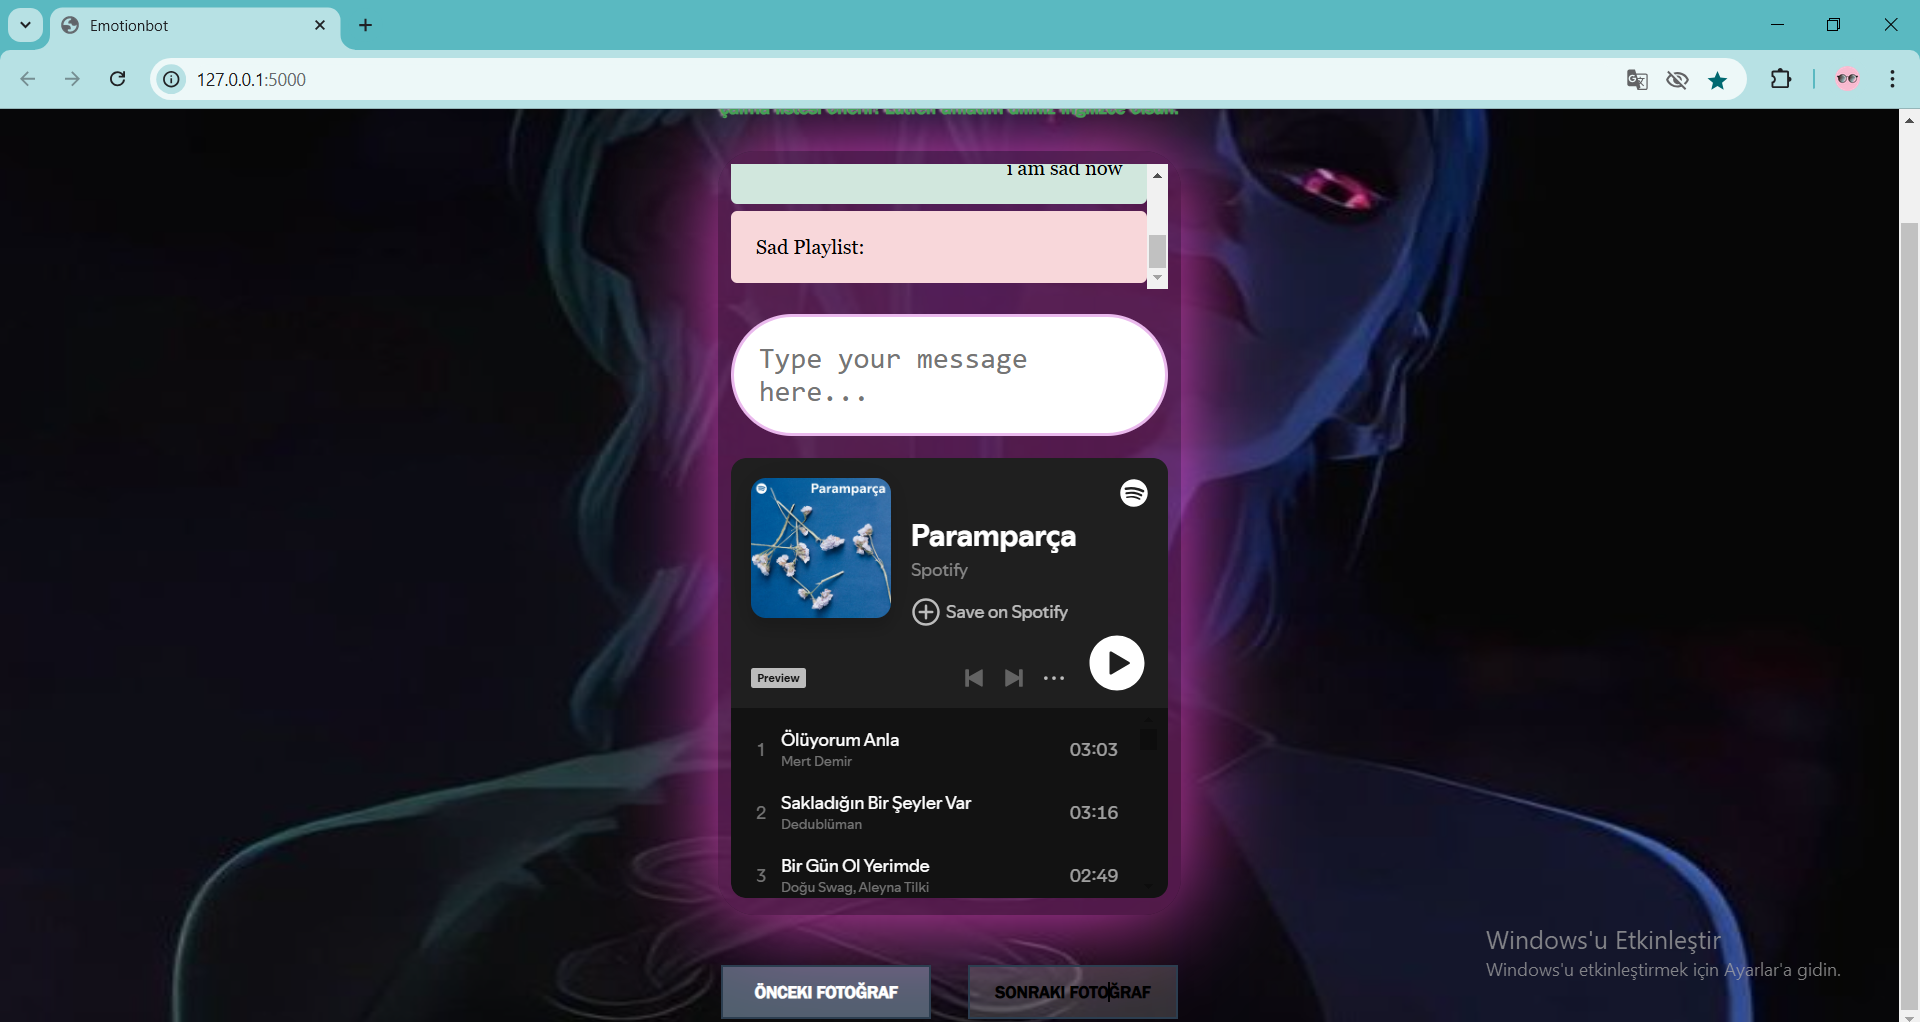 Emotionbot
127.0.0.1:5000
i am sad now
Sad Playlist:
Type your message
here...
Paramparça
Paramparça
Spotify
Save on Spotify
Preview
1 Ölüyorum Anla 03:03
Mert Demir
2 Sakladığın Bir Şeyler Var 03:16
Dedublüman
3 Bir Gün Ol Yerimde 02:49
Doğu Swag, Aleyna Tilki
Windows'u Etkinleştir
Windows'u etkinleştirmek için Ayarlar'a gidin.
ÖNCEKI FOTOĞRAF SONRAKI FOTOĞRAF